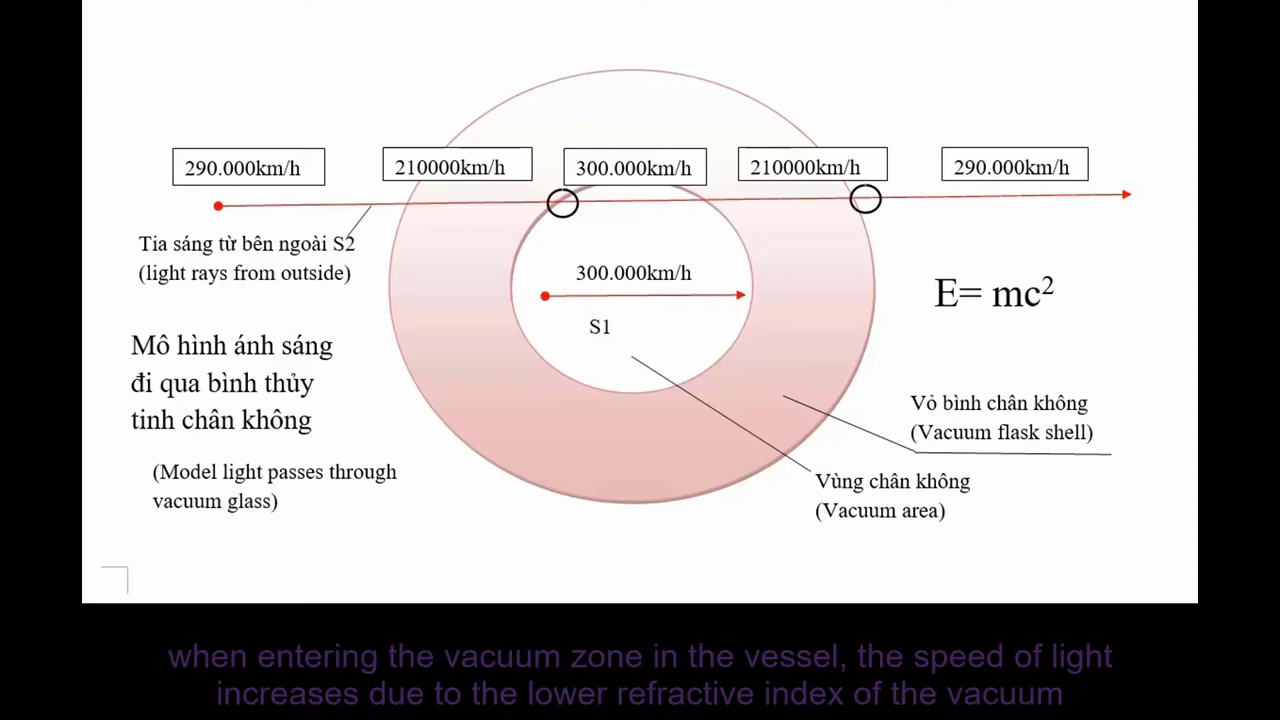 290.000km/h
210000km/h
300.000km/h
210000km/h
290.000km/h
Tia sáng từ bên ngoài S2
(light rays from outside)
300.000km/h
S1
E= mc²
Mô hình ánh sáng
đi qua bình thủy
tinh chân không
(Model light passes through
vacuum glass)
Vỏ bình chân không
(Vacuum flask shell)
Vùng chân không
(Vacuum area)
when entering the vacuum zone in the vessel, the speed of light
increases due to the lower refractive index of the vacuum